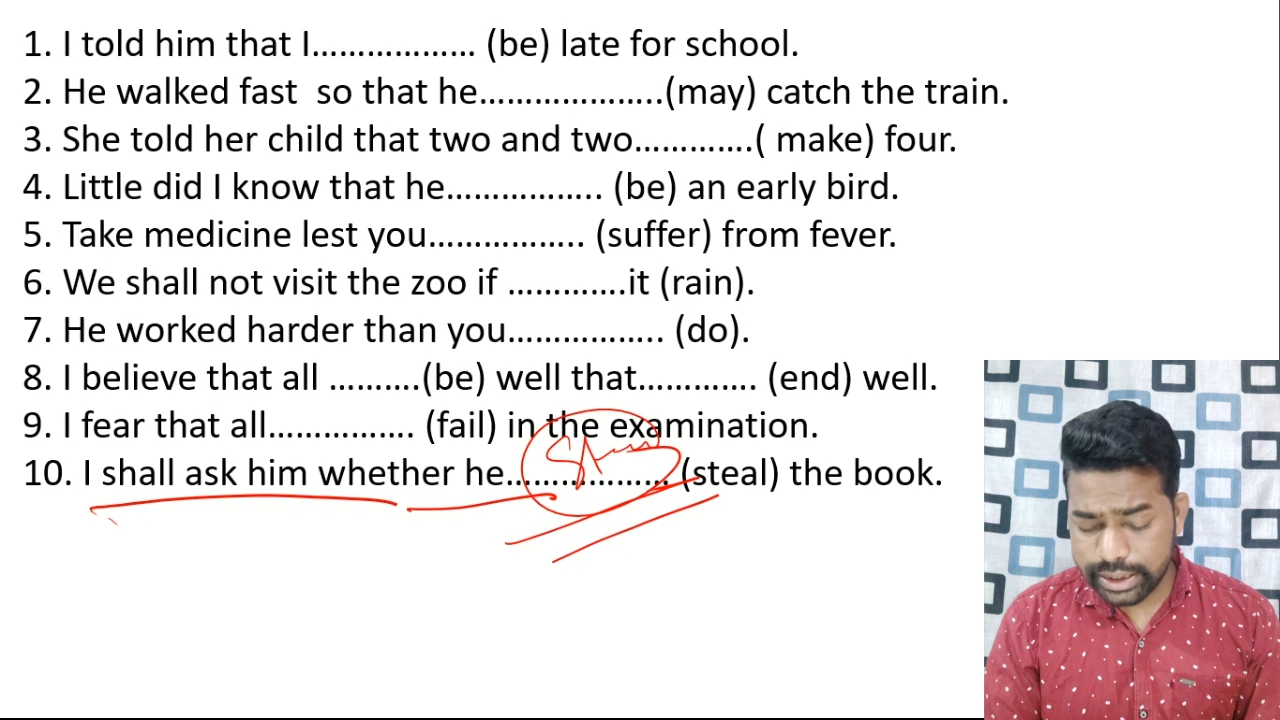 1. I told him that I.................. (be) late for school.
2. He walked fast  so that he....................(may) catch the train.
3. She told her child that two and two.............( make) four.
4. Little did I know that he................. (be) an early bird.
5. Take medicine lest you................. (suffer) from fever.
6. We shall not visit the zoo if .............it (rain).
7. He worked harder than you................. (do).
8. I believe that all ..........(be) well that............. (end) well.
9. I fear that all................ (fail) in the examination.
10. I shall ask him whether he.................. (steal) the book.